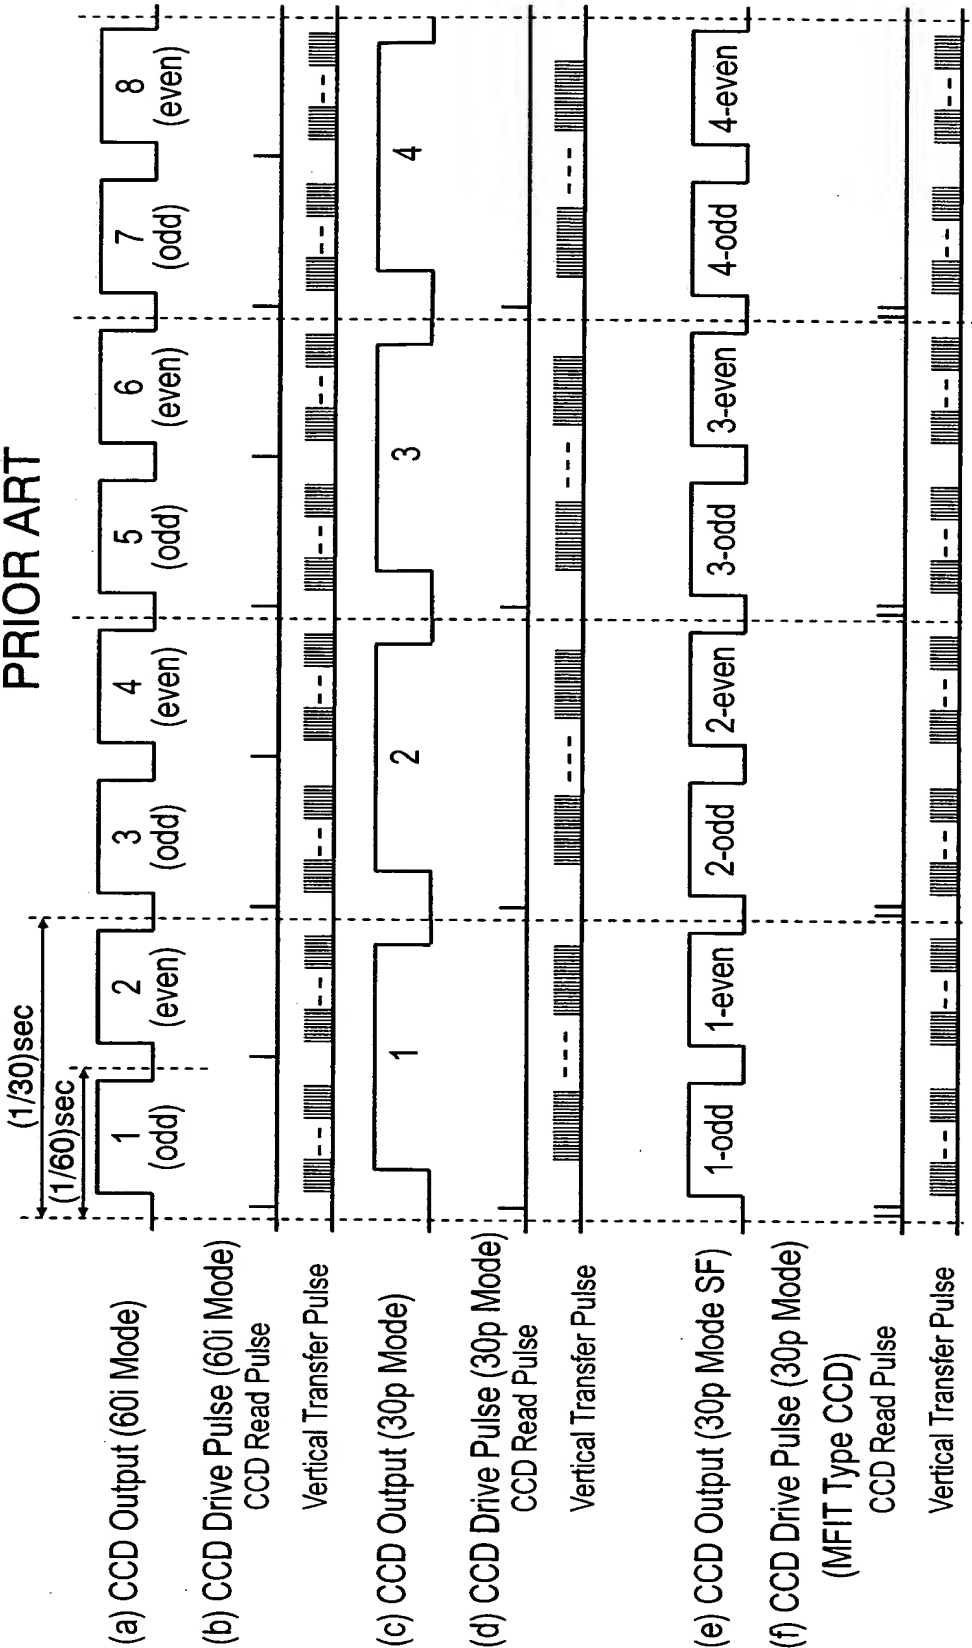 PRIOR ART
(1/30)sec
(1/60)sec
(a) CCD Output (60i Mode)
1 (odd) 2 (even) 3 (odd) 4 (even) 5 (odd) 6 (even) 7 (odd) 8 (even)
(b) CCD Drive Pulse (60i Mode)
CCD Read Pulse
Vertical Transfer Pulse
(c) CCD Output (30p Mode)
1 2 3 4
(d) CCD Drive Pulse (30p Mode)
CCD Read Pulse
Vertical Transfer Pulse
(e) CCD Output (30p Mode SF)
1-odd 1-even 2-odd 2-even 3-odd 3-even 4-odd 4-even
(f) CCD Drive Pulse (30p Mode)
(MFIT Type CCD)
CCD Read Pulse
Vertical Transfer Pulse